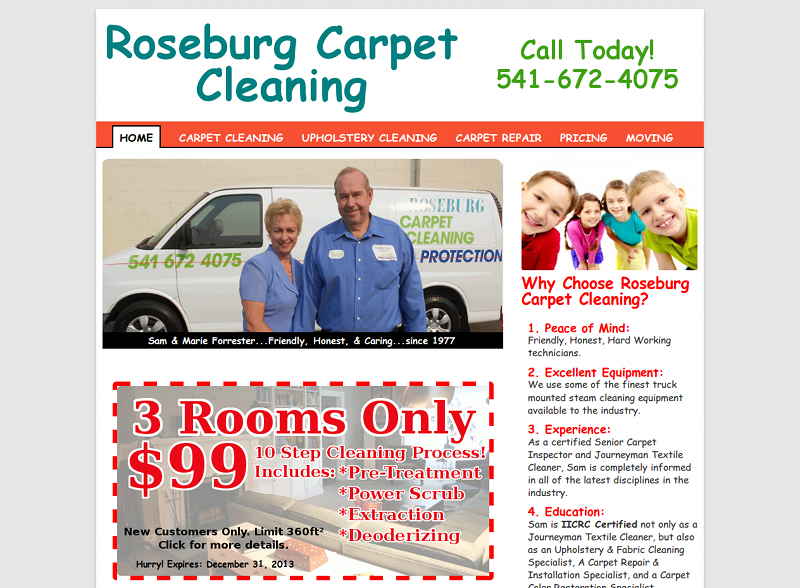 Roseburg Carpet
Cleaning
Call Today!
541-672-4075
HOME
CARPET CLEANING
UPHOLSTERY CLEANING
CARPET REPAIR
PRICING
MOVING
ROSEBURG
CARPET
CLEANING
PROTECTION
541 672 4075
Sam & Marie Forrester...Friendly, Honest, & Caring...since 1977
3 Rooms Only
$99
10 Step Cleaning Process!
Includes: *Pre-Treatment
*Power Scrub
*Extraction
*Deoderizing
New Customers Only. Limit 360ft²
Click for more details.
Hurry! Expires: December 31, 2013
Why Choose Roseburg
Carpet Cleaning?
1. Peace of Mind:
Friendly, Honest, Hard Working
technicians.
2. Excellent Equipment:
We use some of the finest truck
mounted steam cleaning equipment
available to the industry.
3. Experience:
As a certified Senior Carpet
Inspector and Journeyman Textile
Cleaner, Sam is completely informed
in all of the latest disciplines in the
industry.
4. Education:
Sam is IICRC Certified not only as a
Journeyman Textile Cleaner, but also
as an Upholstery & Fabric Cleaning
Specialist, A Carpet Repair &
Installation Specialist, and a Carpet
Color Restoration Specialist